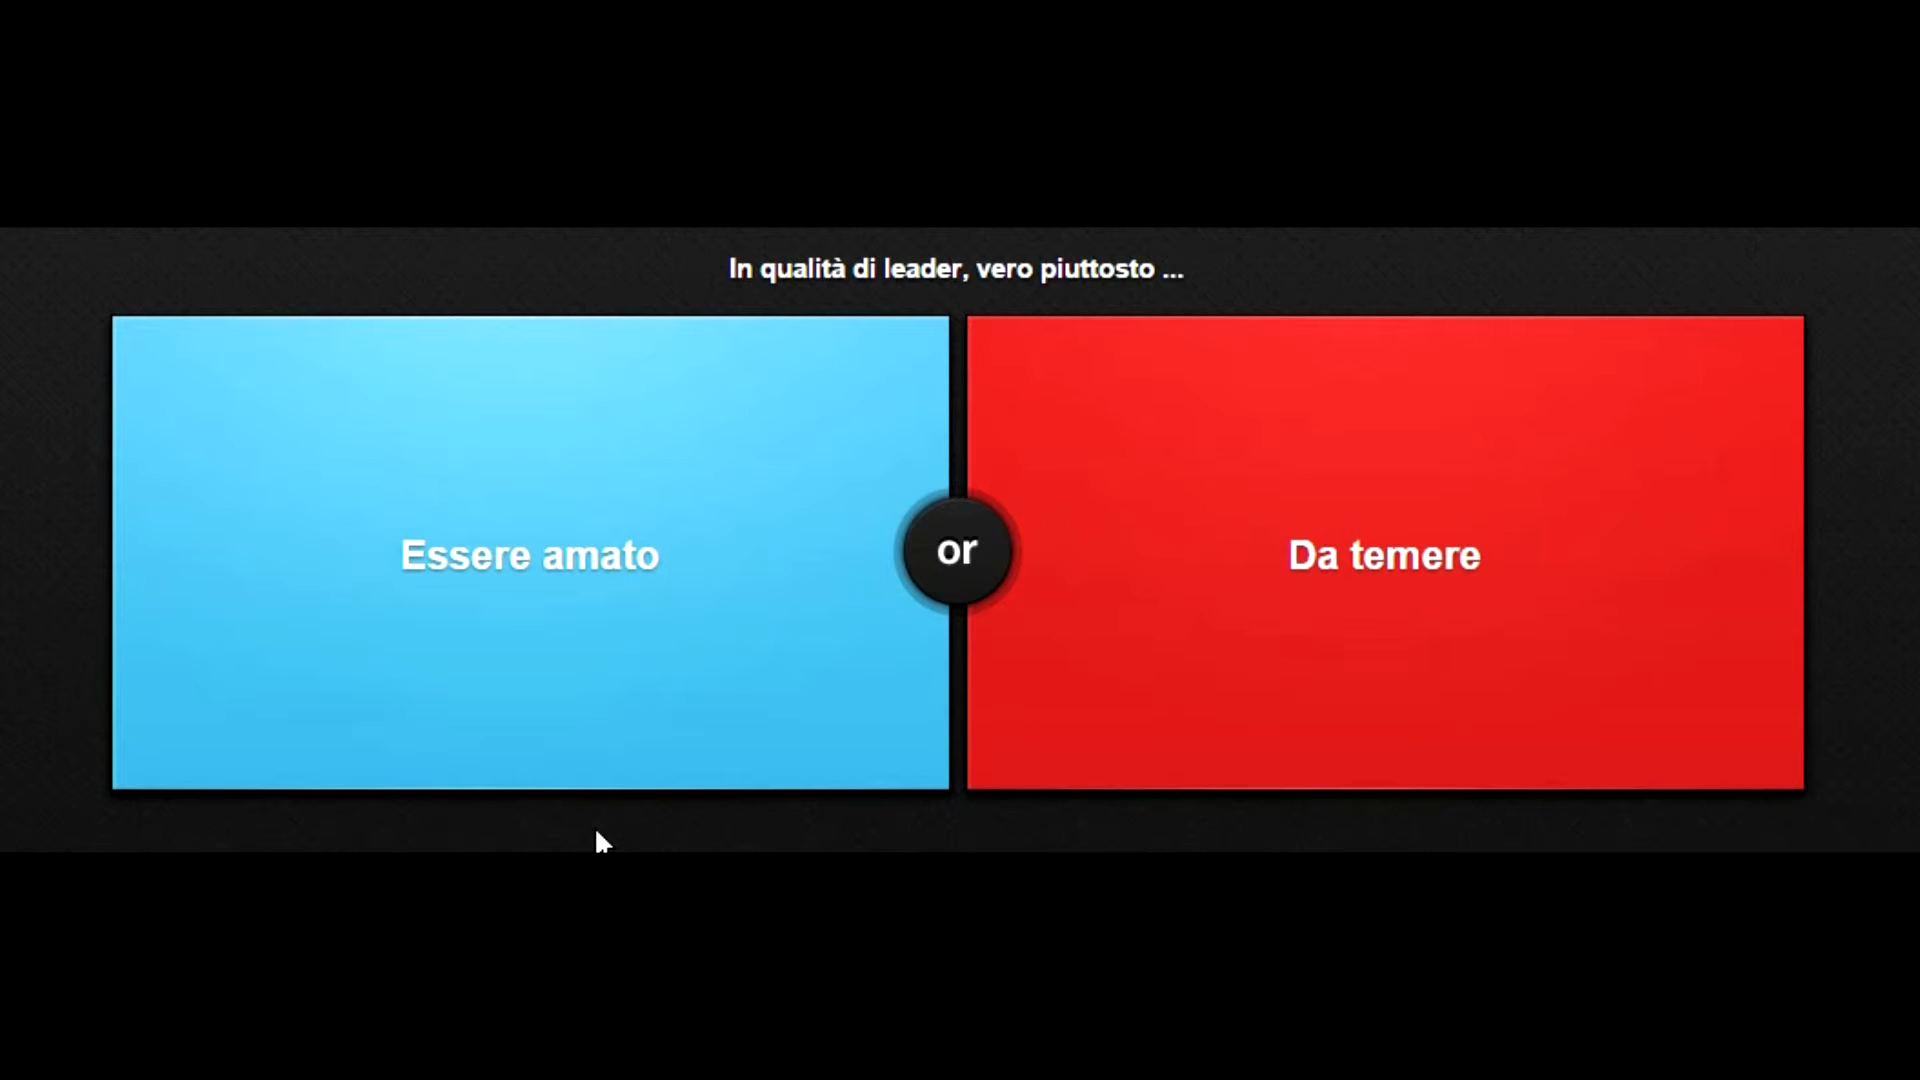 In qualità di leader, vero piuttosto ...
Essere amato
or
Da temere